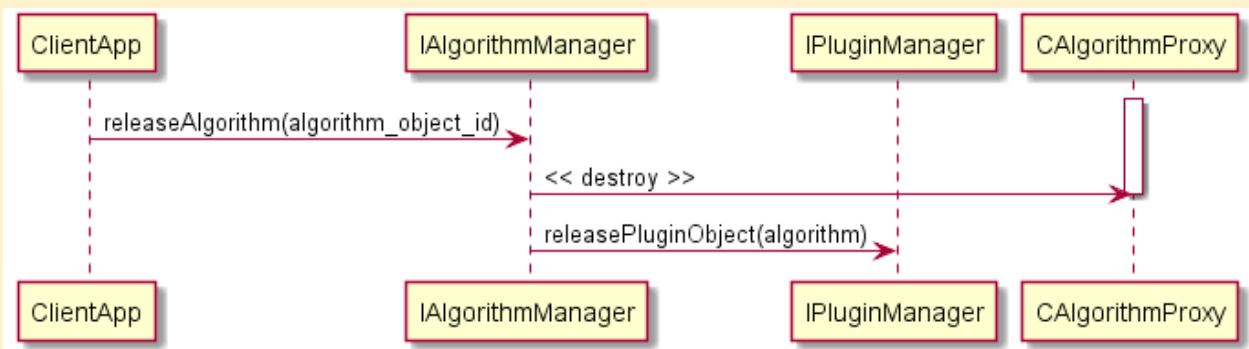 ClientApp
IAlgorithmManager
IPluginManager
CAlgorithmProxy
releaseAlgorithm(algorithm_object_id)
<< destroy >>
releasePluginObject(algorithm)
ClientApp
IAlgorithmManager
IPluginManager
CAlgorithmProxy